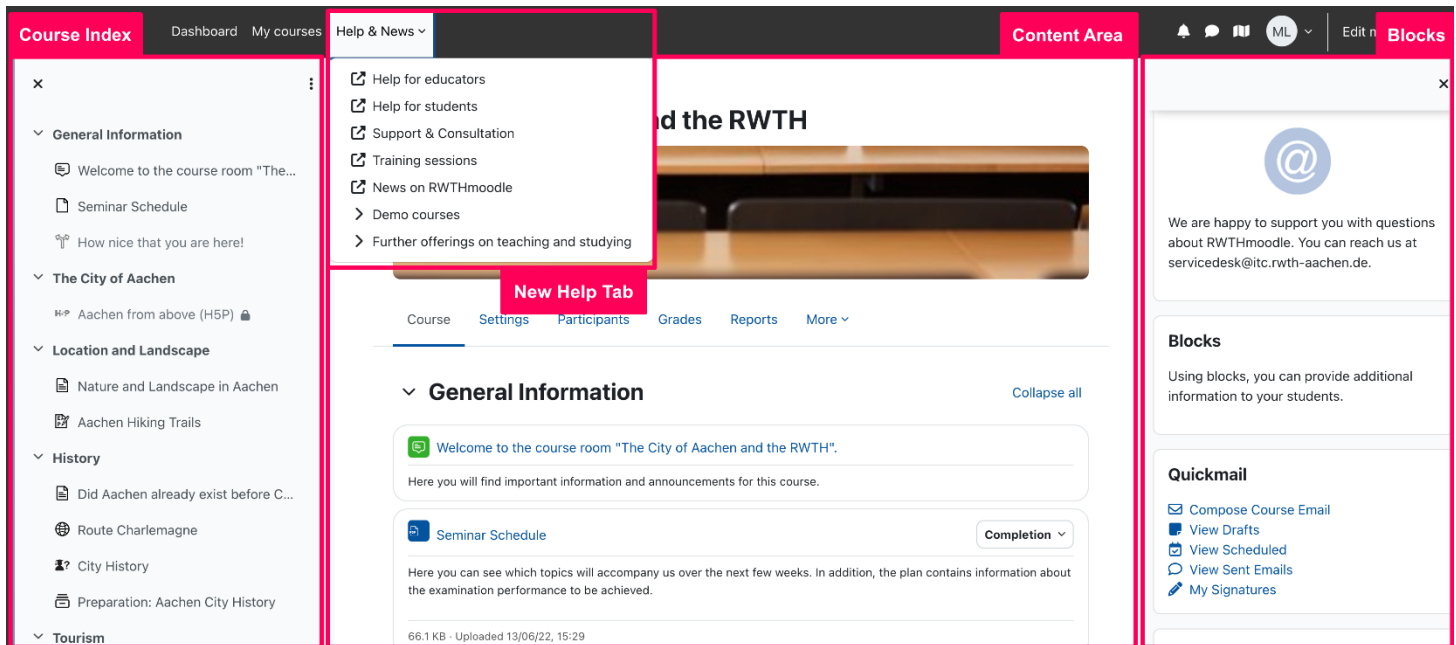 Course Index
Dashboard
My courses
Help & News
Content Area
ML
Edit
Blocks
General Information
Welcome to the course room "The...
Seminar Schedule
How nice that you are here!
The City of Aachen
H-P Aachen from above (H5P)
Location and Landscape
Nature and Landscape in Aachen
Aachen Hiking Trails
History
Did Aachen already exist before C...
Route Charlemagne
City History
Preparation: Aachen City History
Tourism
Help for educators
Help for students
Support & Consultation
Training sessions
News on RWTHmoodle
Demo courses
Further offerings on teaching and studying
New Help Tab
the RWTH
Course
Settings
Participants
Grades
Reports
More
General Information
Collapse all
Welcome to the course room "The City of Aachen and the RWTH".
Here you will find important information and announcements for this course.
Seminar Schedule
Completion
Here you can see which topics will accompany us over the next few weeks. In addition, the plan contains information about
the examination performance to be achieved.
66.1 KB · Uploaded 13/06/22, 15:29
@
We are happy to support you with questions
about RWTHmoodle. You can reach us at
servicedesk@itc.rwth-aachen.de.
Blocks
Using blocks, you can provide additional
information to your students.
Quickmail
Compose Course Email
View Drafts
View Scheduled
View Sent Emails
My Signatures